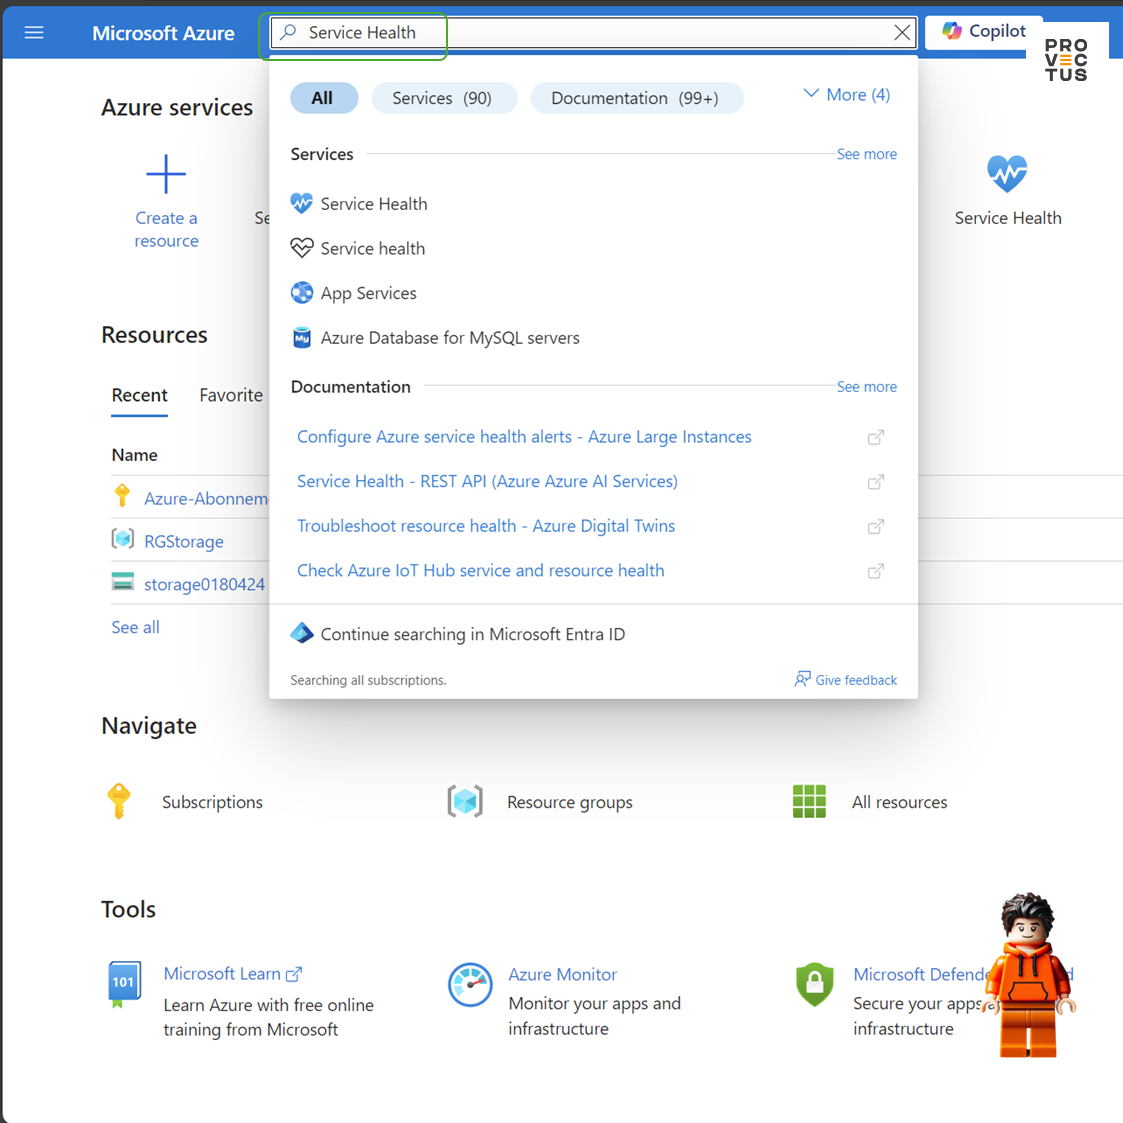 Microsoft Azure
Service Health
Copilot
PRO
VEC
TUS
Azure services
Create a
resource
Se
Service Health
All
Services (90)
Documentation (99+)
More (4)
Services
See more
Service Health
Service health
App Services
Azure Database for MySQL servers
Documentation
See more
Configure Azure service health alerts - Azure Large Instances
Service Health - REST API (Azure Azure AI Services)
Troubleshoot resource health - Azure Digital Twins
Check Azure IoT Hub service and resource health
Continue searching in Microsoft Entra ID
Searching all subscriptions.
Give feedback
Resources
Recent
Favorite
Name
Azure-Abonnem
RGStorage
My
storage0180424
See all
Navigate
Subscriptions
Resource groups
All resources
Tools
101
Microsoft Learn
Learn Azure with free online
training from Microsoft
Azure Monitor
Monitor your apps and
infrastructure
Microsoft Defende d
Secure your apps a
infrastructure